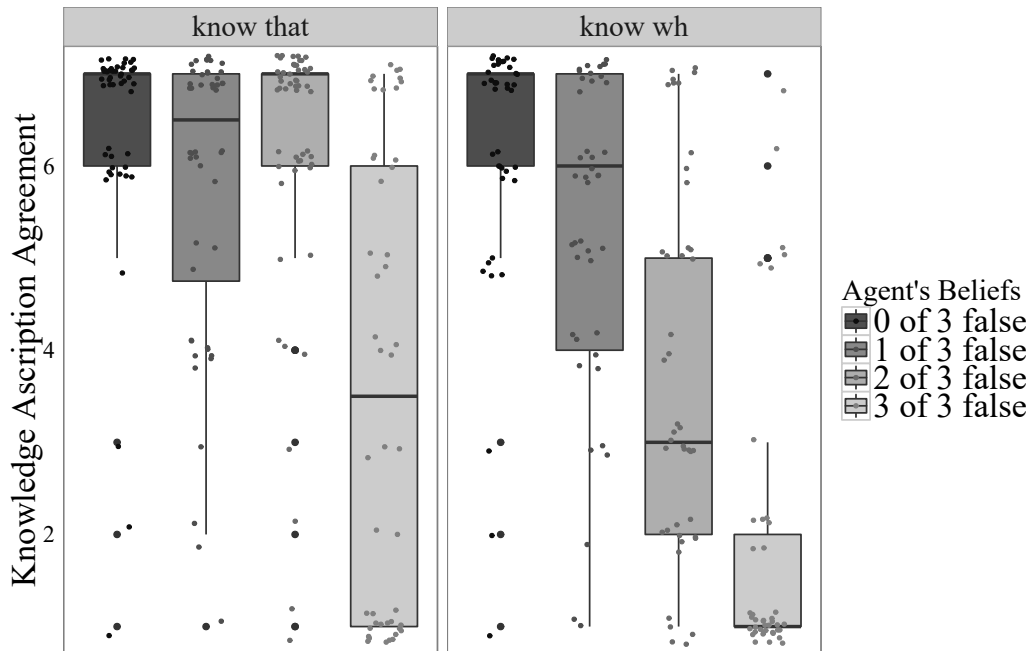 know that
know wh
Knowledge Ascription Agreement
6
4
2
Agent's Beliefs
0 of 3 false
1 of 3 false
2 of 3 false
3 of 3 false